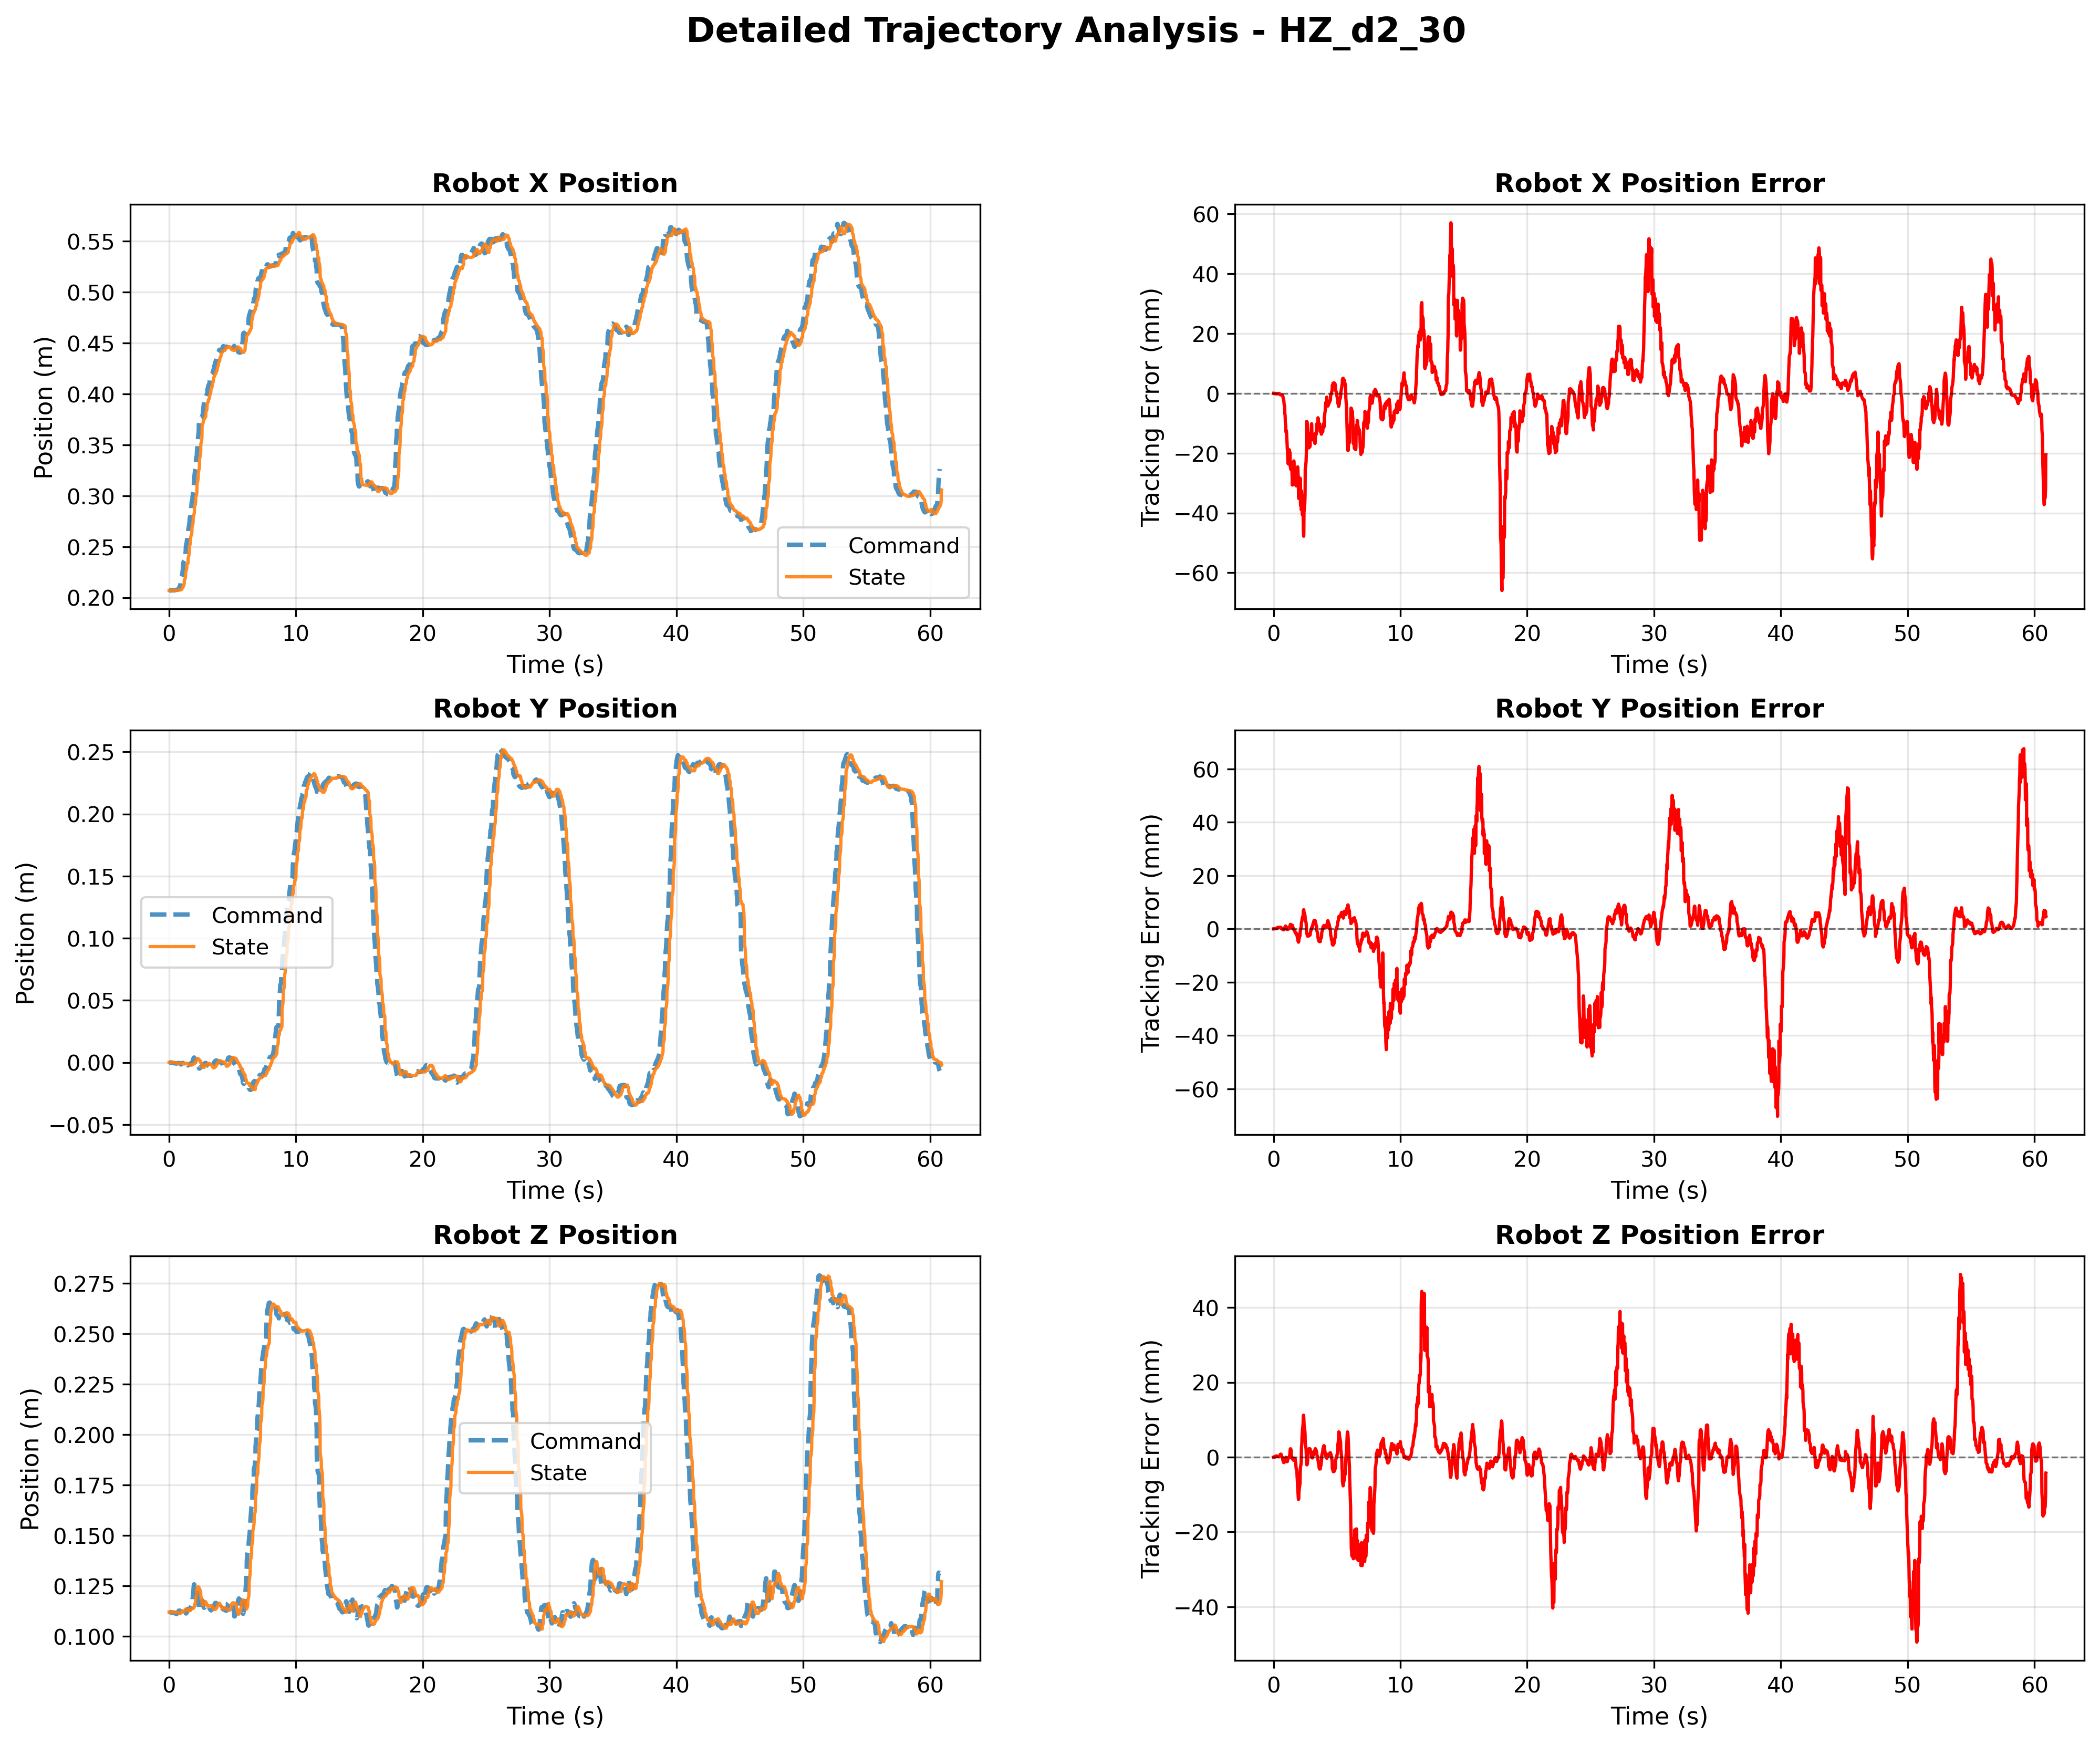 Detailed Trajectory Analysis - HZ_d2_30
Robot X Position
Position (m)
0.55
0.50
0.45
0.40
0.35
0.30
0.25
0.20
Command
State
0 10 20 30 40 50 60
Time (s)
Robot X Position Error
Tracking Error (mm)
60
40
20
0
−20
−40
−60
0 10 20 30 40 50 60
Time (s)
Robot Y Position
Position (m)
0.25
0.20
0.15
0.10
0.05
0.00
−0.05
Command
State
0 10 20 30 40 50 60
Time (s)
Robot Y Position Error
Tracking Error (mm)
60
40
20
0
−20
−40
−60
0 10 20 30 40 50 60
Time (s)
Robot Z Position
Position (m)
0.275
0.250
0.225
0.200
0.175
0.150
0.125
0.100
Command
State
0 10 20 30 40 50 60
Time (s)
Robot Z Position Error
Tracking Error (mm)
40
20
0
−20
−40
0 10 20 30 40 50 60
Time (s)